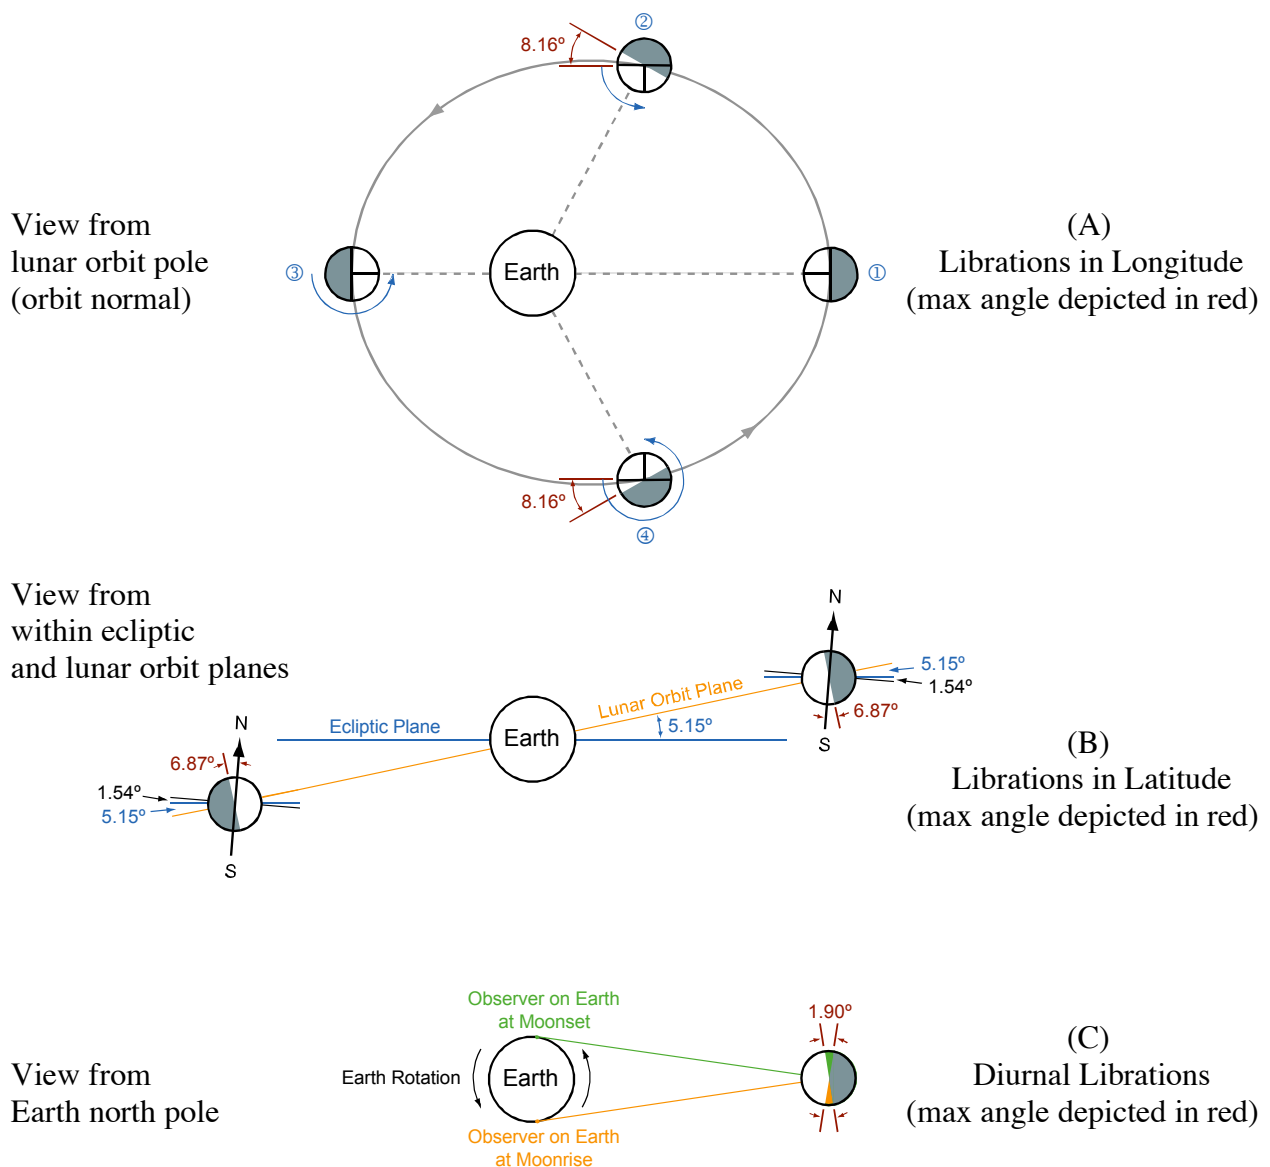 ②
8.16º
View from
lunar orbit pole
(orbit normal)
③
Earth
①
(A)
Librations in Longitude
(max angle depicted in red)
8.16º
④
View from
within ecliptic
and lunar orbit planes
N
5.15º
1.54º
6.87º
S
Lunar Orbit Plane
5.15º
Ecliptic Plane
Earth
N
6.87º
1.54º
5.15º
S
(B)
Librations in Latitude
(max angle depicted in red)
Observer on Earth
at Moonset
1.90º
View from
Earth north pole
Earth Rotation
Earth
Observer on Earth
at Moonrise
(C)
Diurnal Librations
(max angle depicted in red)